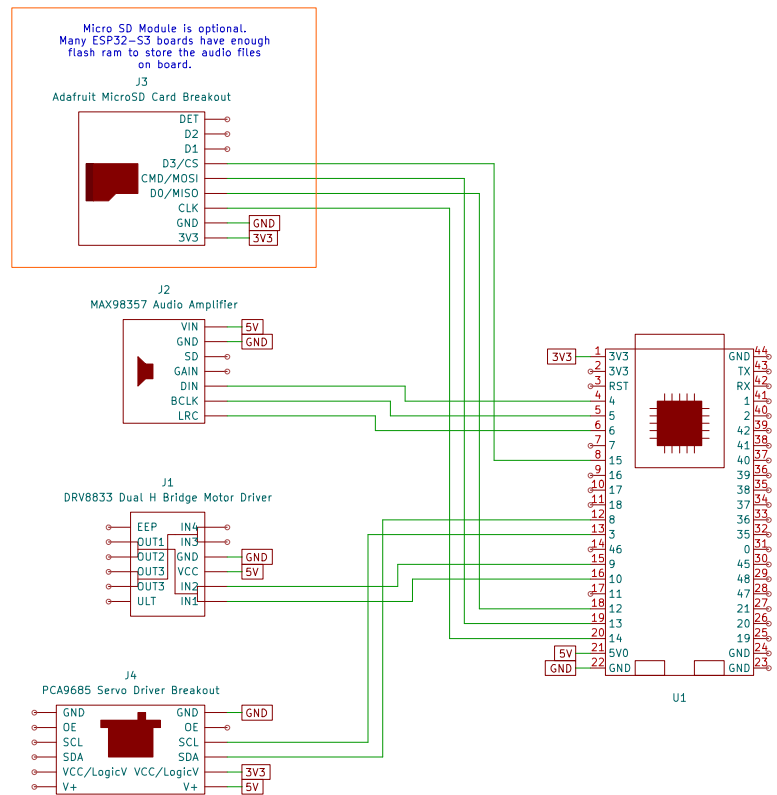 Micro SD Module is optional.
Many ESP32-S3 boards have enough
flash ram to store the audio files
on board.
J3
Adafruit MicroSD Card Breakout
DET
D2
D1
D3/CS
CMD/MOSI
D0/MISO
CLK
GND GND
3V3 3V3
J2
MAX98357 Audio Amplifier
VIN 5V
GND GND
SD
GAIN
DIN
BCLK
LRC
J1
DRV8833 Dual H Bridge Motor Driver
EEP IN4
OUT1 IN3
OUT2 GND GND
OUT3 VCC 5V
OUT3 IN2
ULT IN1
J4
PCA9685 Servo Driver Breakout
GND GND GND
OE OE
SCL SCL
SDA SDA
VCC/LogicV VCC/LogicV 3V3
V+ V+ 5V
3V3 1 3V3 GND 44
2 3V3 TX 43
3 RST RX 42
4 4 1 41
5 5 2 40
6 6 42 39
7 7 41 38
8 15 40 37
9 16 39 36
10 17 38 35
11 18 37 34
12 8 36 33
13 3 35 32
14 46 0 31
15 9 45 30
16 10 48 29
17 11 47 28
18 12 21 27
19 13 20 26
20 14 19 25
5V 21 5V0 GND 24
GND 22 GND GND 23
U1